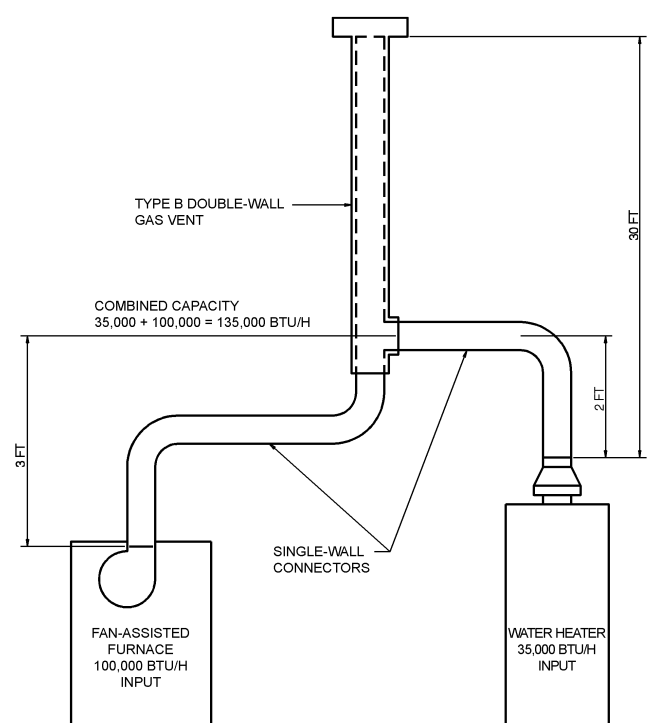 TYPE B DOUBLE-WALL
GAS VENT
30 FT
COMBINED CAPACITY
35,000 + 100,000 = 135,000 BTU/H
2 FT
3 FT
SINGLE-WALL
CONNECTORS
FAN-ASSISTED
FURNACE
100,000 BTU/H
INPUT
WATER HEATER
35,000 BTU/H
INPUT